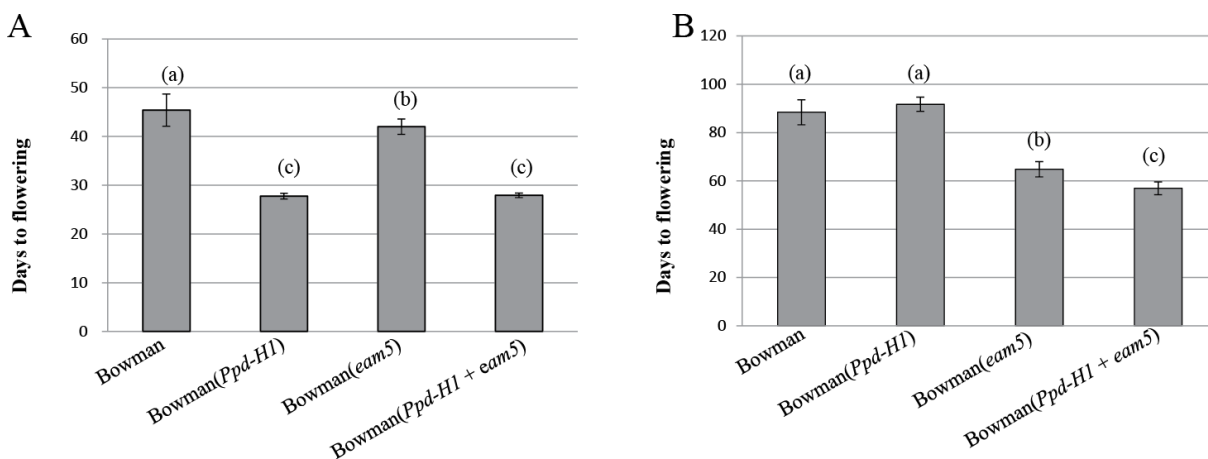 A
60
50
40
30
20
10
0
Days to flowering
(a)
(c)
(b)
(c)
Bowman
Bowman(Ppd-H1)
Bowman(eam5)
Bowman(Ppd-H1 + eam5)
B
120
100
80
60
40
20
0
Days to flowering
(a)
(a)
(b)
(c)
Bowman
Bowman(Ppd-H1)
Bowman(eam5)
Bowman(Ppd-H1 + eam5)